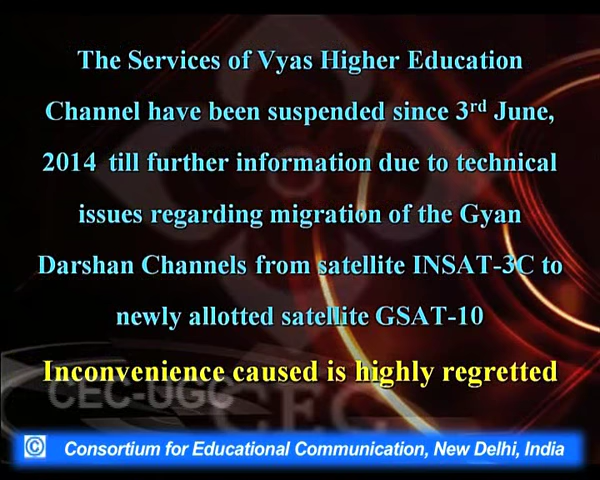 The Services of Vyas Higher Education
Channel have been suspended since 3rd June,
2014 till further information due to technical
issues regarding migration of the Gyan
Darshan Channels from satellite INSAT-3C to
newly allotted satellite GSAT-10
Inconvenience caused is highly regretted
CEC-UGC
CEC
© Consortium for Educational Communication, New Delhi, India